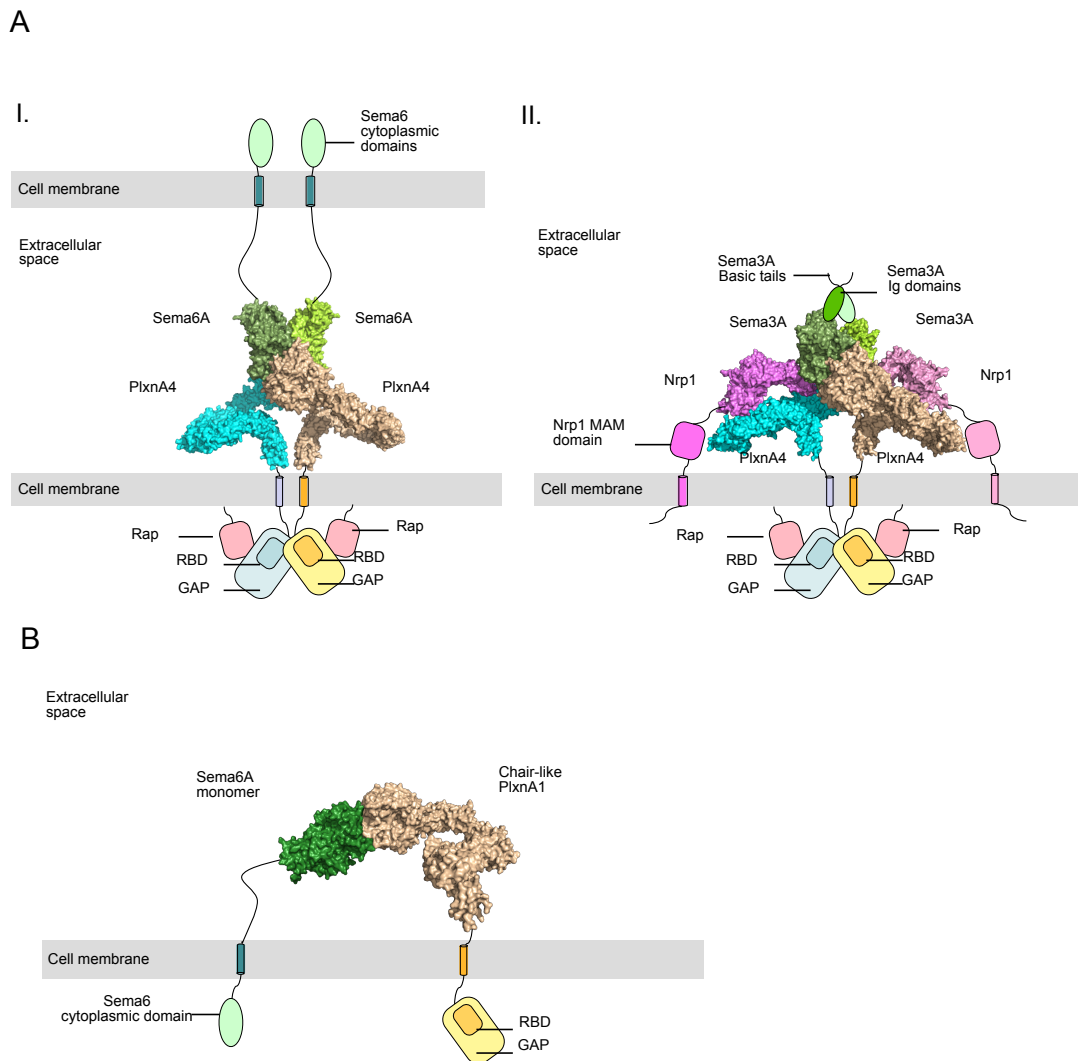 A
I.
Sema6
cytoplasmic
domains
Cell membrane
Extracellular
space
Sema6A
Sema6A
PlxnA4
PlxnA4
Cell membrane
Rap
Rap
RBD
RBD
GAP
GAP
II.
Extracellular
space
Sema3A
Basic tails
Sema3A
Ig domains
Sema3A
Sema3A
Nrp1
Nrp1
Nrp1 MAM
domain
PlxnA4
PlxnA4
Cell membrane
Rap
Rap
RBD
RBD
GAP
GAP
B
Extracellular
space
Sema6A
monomer
Chair-like
PlxnA1
Cell membrane
Sema6
cytoplasmic domain
RBD
GAP